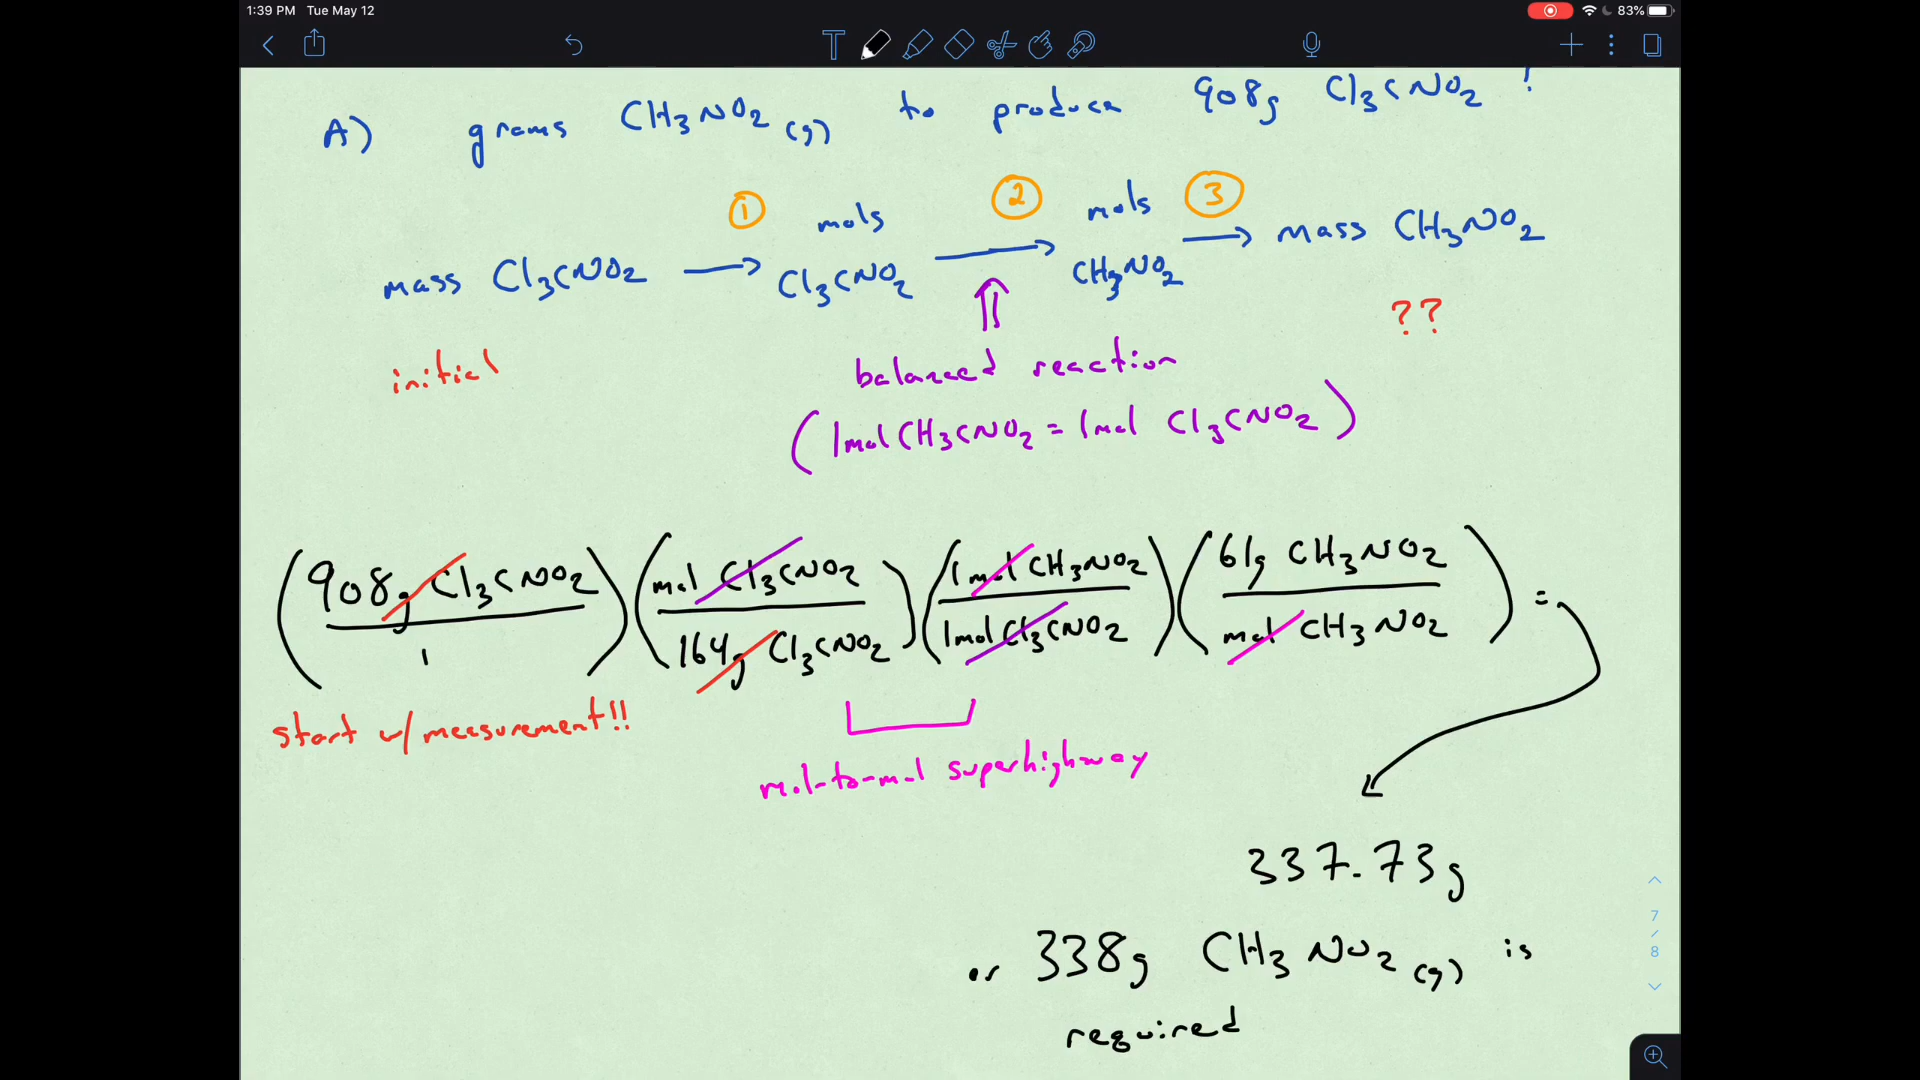 1:39 PM Tue May 12 83%
A) grams CH₃NO₂ (g) to produce 908g Cl₃CNO₂ ?
① ② ③
mass Cl₃CNO₂ → mols Cl₃CNO₂ → mols CH₃NO₂ → mass CH₃NO₂
initial ??
balanced reaction
(1mol CH₃CNO₂ = 1mol Cl₃CNO₂)
(908g Cl₃CNO₂ / 1)(mol Cl₃CNO₂ / 164g Cl₃CNO₂)(1mol CH₃NO₂ / 1mol Cl₃CNO₂)(61g CH₃NO₂ / mol CH₃NO₂) =
start w/ measurement!!
mol-to-mol superhighway
337.73g
or 338g CH₃NO₂ (g) is
required
7
/
8